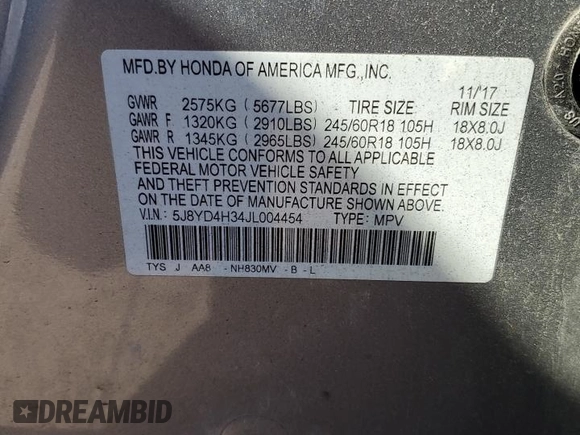 MFD.BY HONDA OF AMERICA MFG.,INC.
11/17
GVWR 2575KG ( 5677LBS) TIRE SIZE RIM SIZE
GAWR F 1320KG ( 2910LBS) 245/60R18 105H 18X8.0J
GAWR R 1345KG ( 2965LBS) 245/60R18 105H 18X8.0J
THIS VEHICLE CONFORMS TO ALL APPLICABLE
FEDERAL MOTOR VEHICLE SAFETY
AND THEFT PREVENTION STANDARDS IN EFFECT
ON THE DATE OF MANUFACTURE SHOWN ABOVE.
V.I.N.: 5J8YD4H34JL004454 TYPE: MPV
TYS J AA8 -NH830MV -B -L
DREAMBID